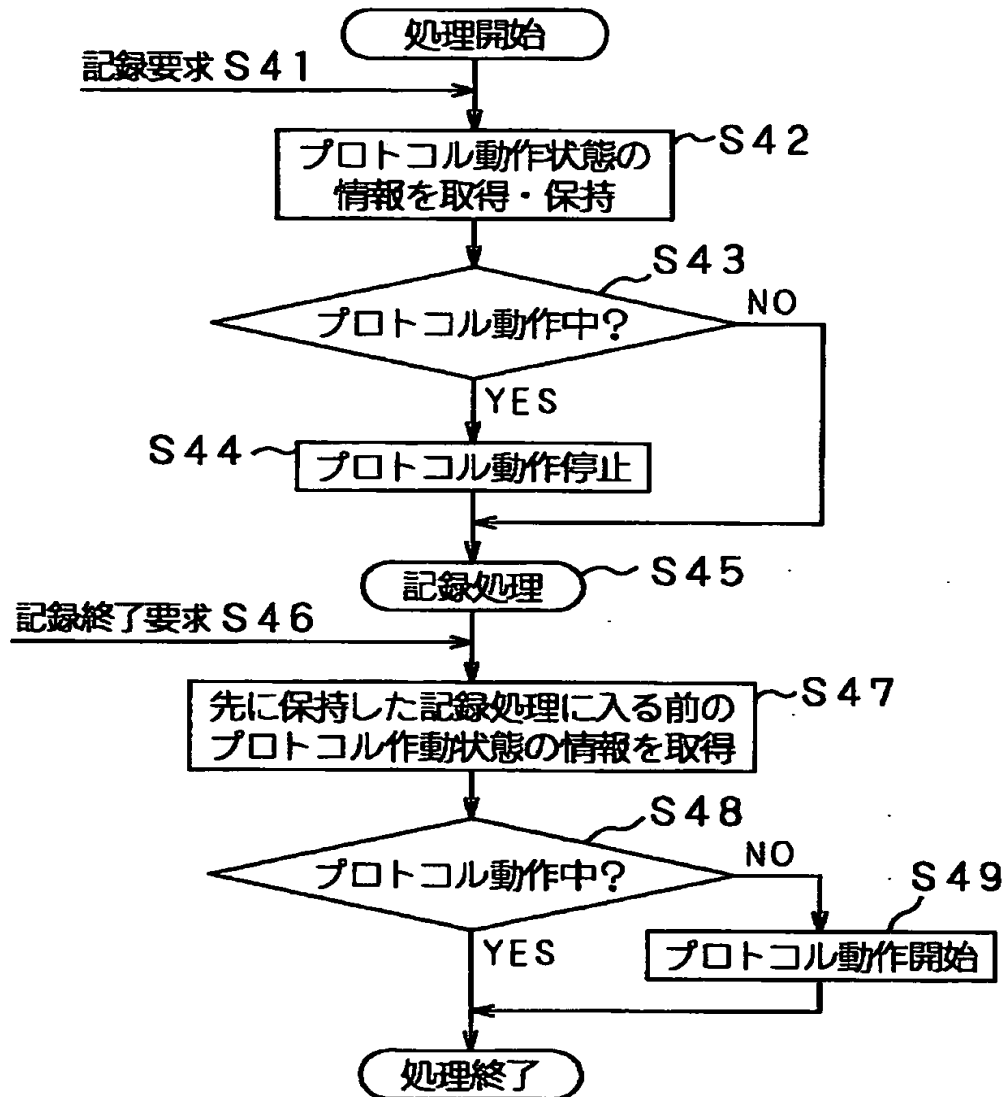 処理開始
記録要求S41
S42
プロトコル動作状態の
情報を取得・保持
S43
プロトコル動作中?
NO
YES
S44
プロトコル動作停止
記録処理
S45
記録終了要求S46
S47
先に保持した記録処理に入る前の
プロトコル作動状態の情報を取得
S48
プロトコル動作中?
NO
S49
YES
プロトコル動作開始
処理終了